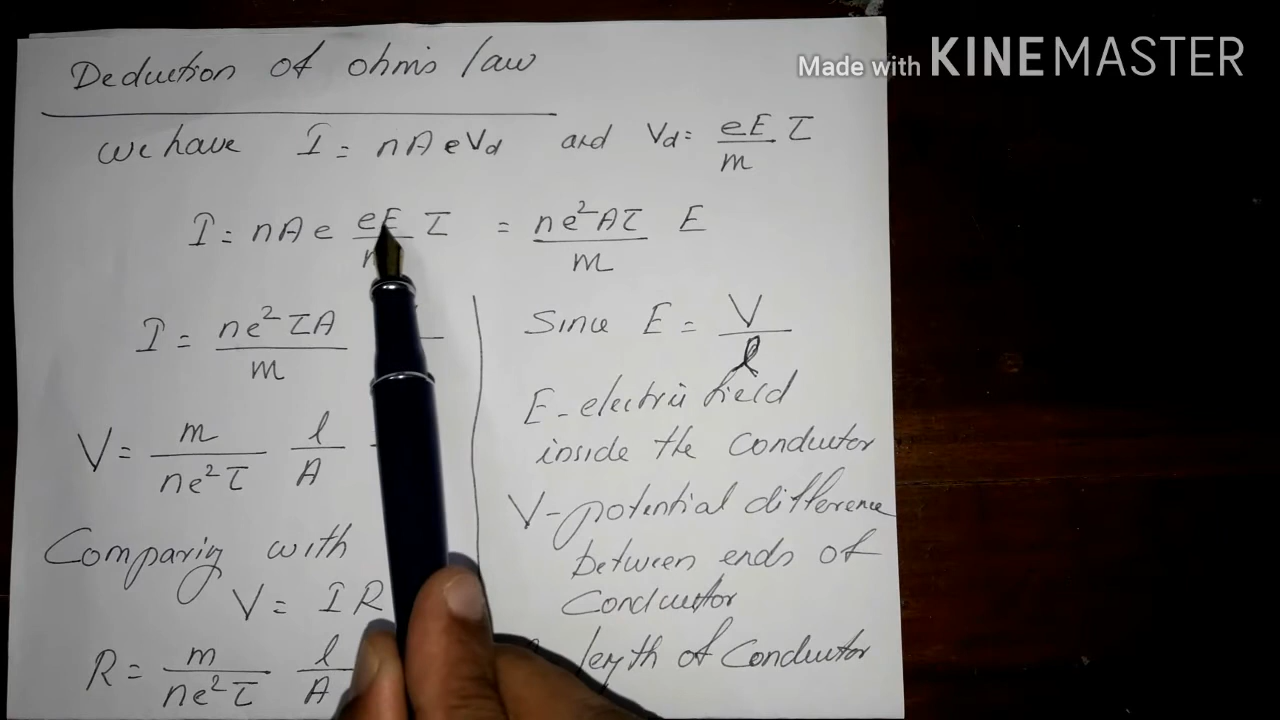 Made with KINEMASTER
Deduction of ohm's law
we have I = nAeVd and Vd = eE/m τ
I = nAe eE/ τ = ne²Aτ/m E
I = ne²τA/m
V = m/ne²τ l/A
Comparing with
V = IR
R = m/ne²τ l/A
Since E = V/l
E - electric field
inside the conductor
V - potential difference
between ends of
Conductor
length of Conductor